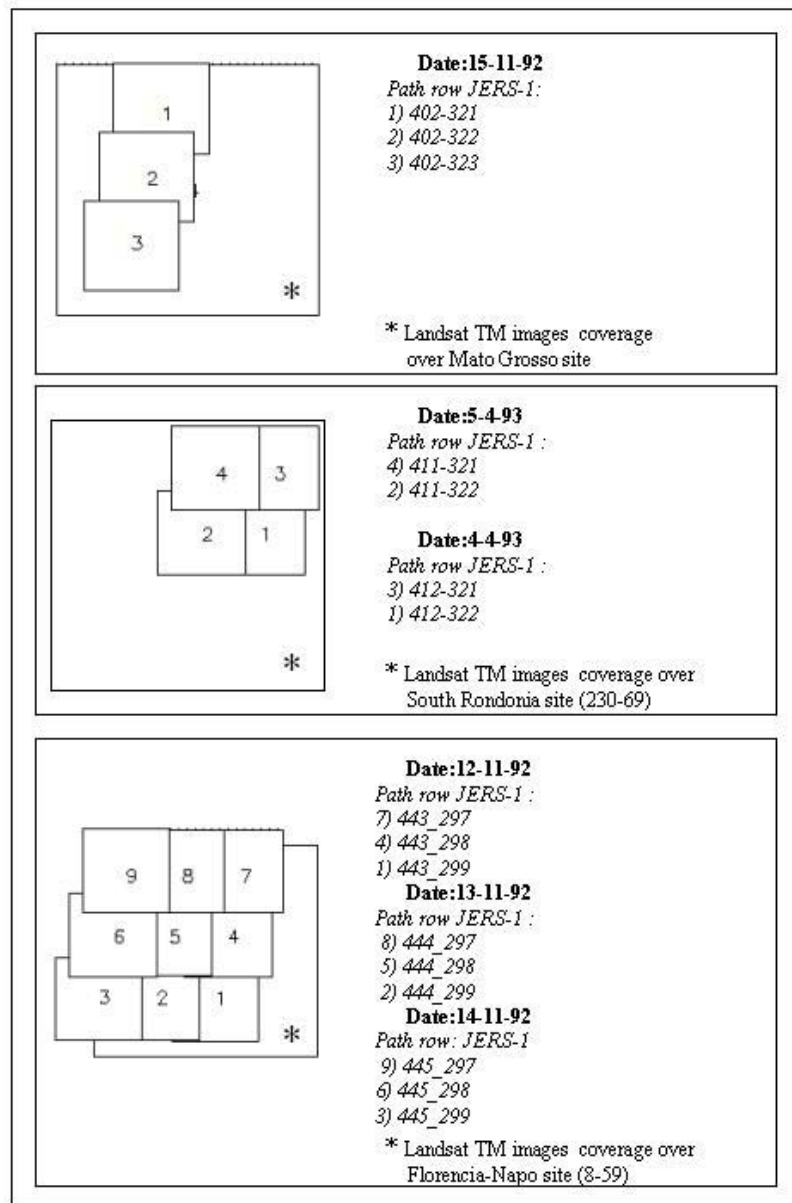 1
2
3
*
Date:15-11-92
Path row JERS-1:
1) 402-321
2) 402-322
3) 402-323
* Landsat TM images coverage
over Mato Grosso site
4
3
2
1
*
Date:5-4-93
Path row JERS-1 :
4) 411-321
2) 411-322
Date:4-4-93
Path row JERS-1 :
3) 412-321
1) 412-322
* Landsat TM images coverage over
South Rondonia site (230-69)
9 8 7
6 5 4
3 2 1
*
Date:12-11-92
Path row JERS-1 :
7) 443_297
4) 443_298
1) 443_299
Date:13-11-92
Path row JERS-1 :
8) 444_297
5) 444_298
2) 444_299
Date:14-11-92
Path row: JERS-1
9) 445_297
6) 445_298
3) 445_299
* Landsat TM images coverage over
Florencia-Napo site (8-59)